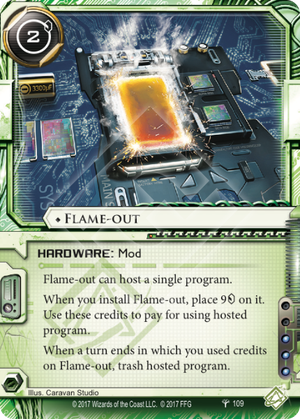 2
3300µF
◆ FLAME-OUT
HARDWARE: Mod
Flame-out can host a single program.
When you install Flame-out, place 9 on it.
Use these credits to pay for using hosted
program.
When a turn ends in which you used credits
on Flame-out, trash hosted program.
Illus. Caravan Studio
© 2017 Wizards of the Coast LLC. © 2017 FFG
109